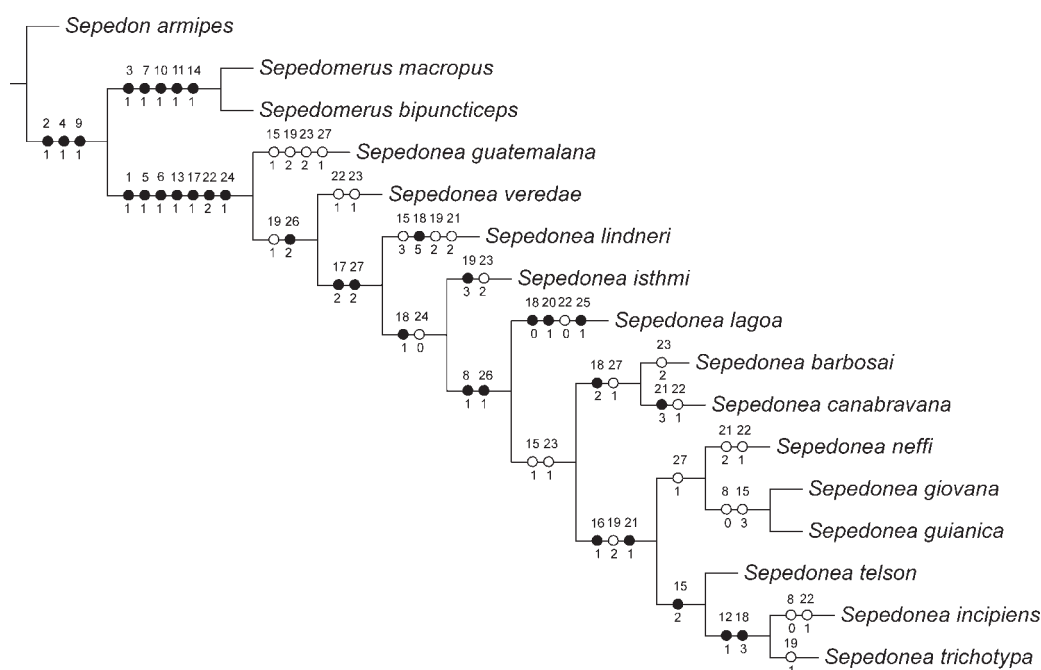 Sepedon armipes
3 7 10 11 14
Sepedomerus macropus
1 1 1 1 1
Sepedomerus bipuncticeps
2 4 9
1 1 1
15 19 23 27
Sepedonea guatemalana
1 2 2 1
1 5 6 13 17 22 24
1 1 1 1 1 2 1
22 23
Sepedonea veredae
1 1
19 26
1 2
15 18 19 21
Sepedonea lindneri
3 5 2 2
17 27
2 2
19 23
Sepedonea isthmi
3 2
18 24
1 0
18 20 22 25
Sepedonea lagoa
0 1 0 1
8 26
1 1
23
Sepedonea barbosai
2
18 27
2 1
21 22
Sepedonea canabravana
3 1
15 23
1 1
21 22
Sepedonea neffi
2 1
27
1
Sepedonea giovana
8 15
0 3
Sepedonea guianica
16 19 21
1 2 1
Sepedonea telson
15
2
8 22
Sepedonea incipiens
0 1
12 18
1 3
19
Sepedonea trichotypa
1